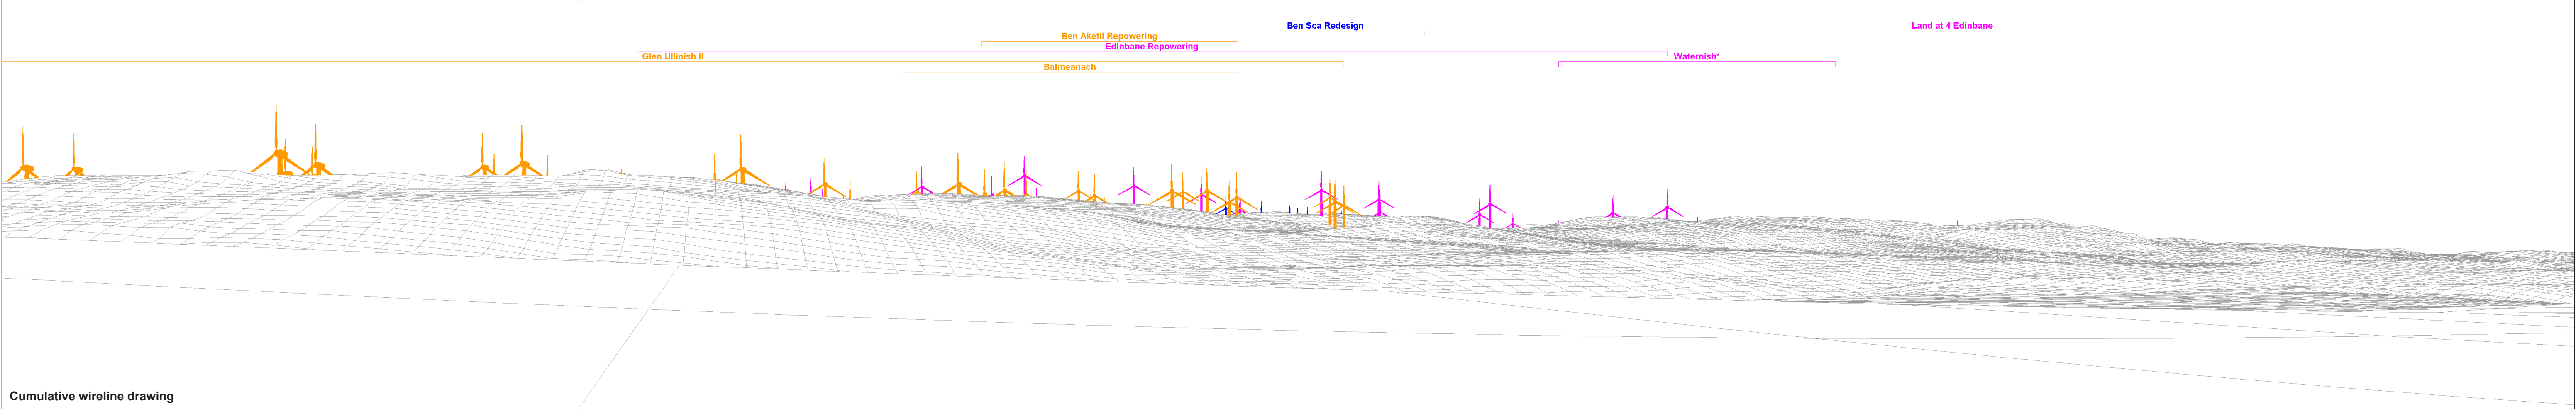 Ben Sca Redesign
Land at 4 Edinbane
Ben Aketil Repowering
Edinbane Repowering
Glen Ullinish II
Waternish*
Balmeanach
Cumulative wireline drawing